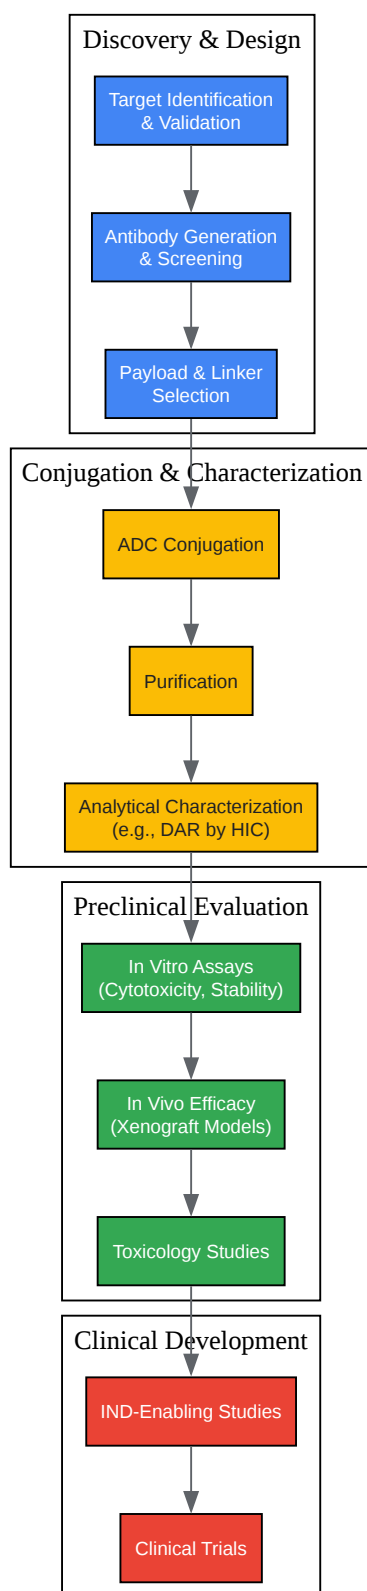 Discovery & Design
Target Identification
& Validation
Antibody Generation
& Screening
Payload & Linker
Selection
Conjugation & Characterization
ADC Conjugation
Purification
Analytical Characterization
(e.g., DAR by HIC)
Preclinical Evaluation
In Vitro Assays
(Cytotoxicity, Stability)
In Vivo Efficacy
(Xenograft Models)
Toxicology Studies
Clinical Development
IND-Enabling Studies
Clinical Trials